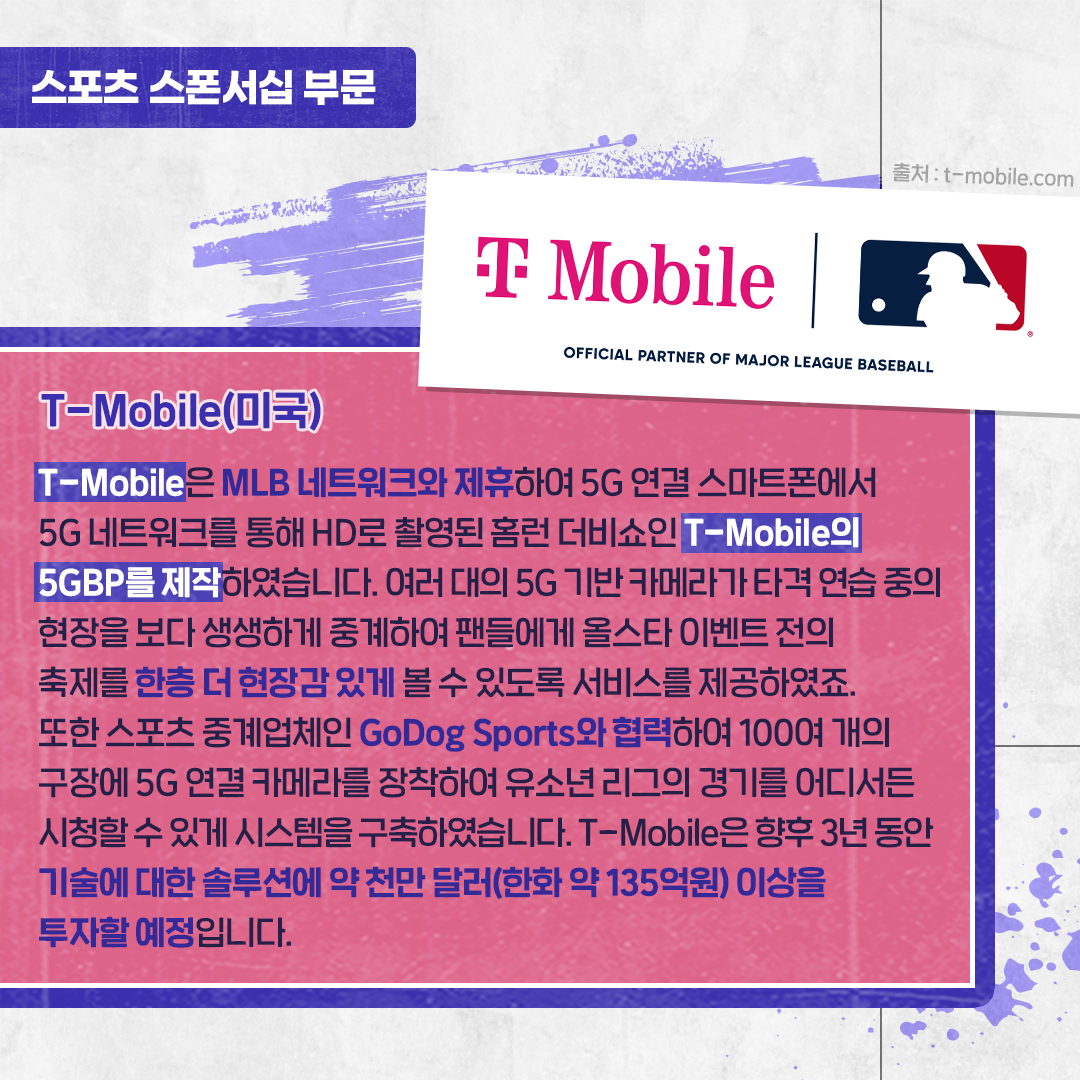 스포츠 스폰서십 부문
출처 : t-mobile.com
T Mobile
OFFICIAL PARTNER OF MAJOR LEAGUE BASEBALL
T-Mobile(미국)
T-Mobile은 MLB 네트워크와 제휴하여 5G 연결 스마트폰에서
5G 네트워크를 통해 HD로 촬영된 홈런 더비쇼인 T-Mobile의
5GBP를 제작하였습니다. 여러 대의 5G 기반 카메라가 타격 연습 중의
현장을 보다 생생하게 중계하여 팬들에게 올스타 이벤트 전의
축제를 한층 더 현장감 있게 볼 수 있도록 서비스를 제공하였죠.
또한 스포츠 중계업체인 GoDog Sports와 협력하여 100여 개의
구장에 5G 연결 카메라를 장착하여 유소년 리그의 경기를 어디서든
시청할 수 있게 시스템을 구축하였습니다. T-Mobile은 향후 3년 동안
기술에 대한 솔루션에 약 천만 달러(한화 약 135억원) 이상을
투자할 예정입니다.